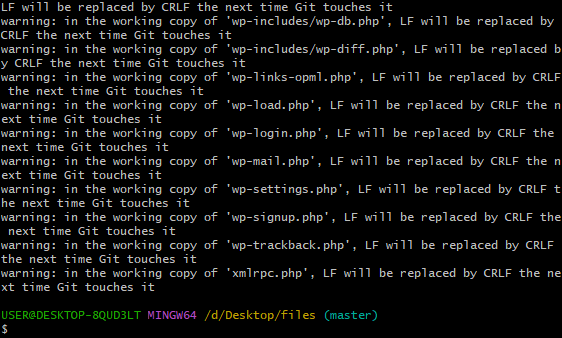 LF will be replaced by CRLF the next time Git touches it
warning: in the working copy of 'wp-includes/wp-db.php', LF will be replaced by
CRLF the next time Git touches it
warning: in the working copy of 'wp-includes/wp-diff.php', LF will be replaced b
y CRLF the next time Git touches it
warning: in the working copy of 'wp-links-opml.php', LF will be replaced by CRLF
 the next time Git touches it
warning: in the working copy of 'wp-load.php', LF will be replaced by CRLF the n
ext time Git touches it
warning: in the working copy of 'wp-login.php', LF will be replaced by CRLF the
next time Git touches it
warning: in the working copy of 'wp-mail.php', LF will be replaced by CRLF the n
ext time Git touches it
warning: in the working copy of 'wp-settings.php', LF will be replaced by CRLF t
he next time Git touches it
warning: in the working copy of 'wp-signup.php', LF will be replaced by CRLF the
 next time Git touches it
warning: in the working copy of 'wp-trackback.php', LF will be replaced by CRLF
the next time Git touches it
warning: in the working copy of 'xmlrpc.php', LF will be replaced by CRLF the ne
xt time Git touches it
USER@DESKTOP-8QUD3LT MINGW64 /d/Desktop/files (master)
$